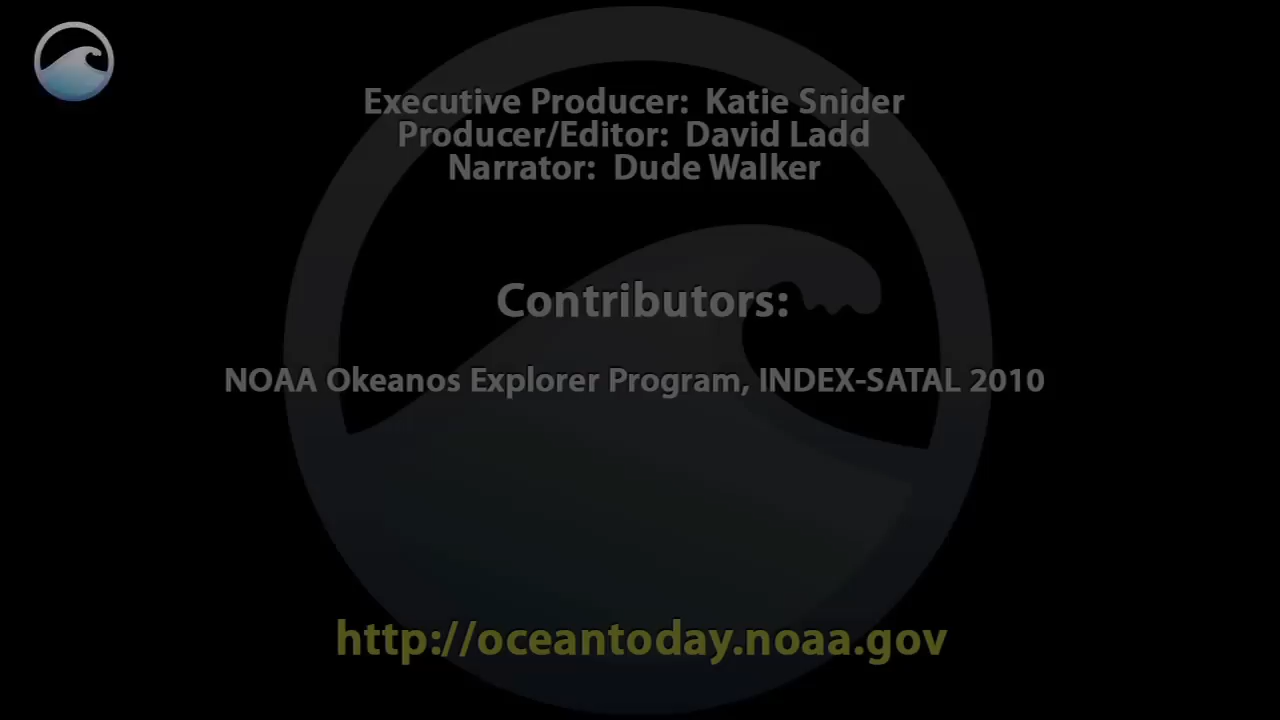 Executive Producer: Katie Snider
Producer/Editor: David Ladd
Narrator: Dude Walker
Contributors:
NOAA Okeanos Explorer Program, INDEX-SATAL 2010
http://oceantoday.noaa.gov